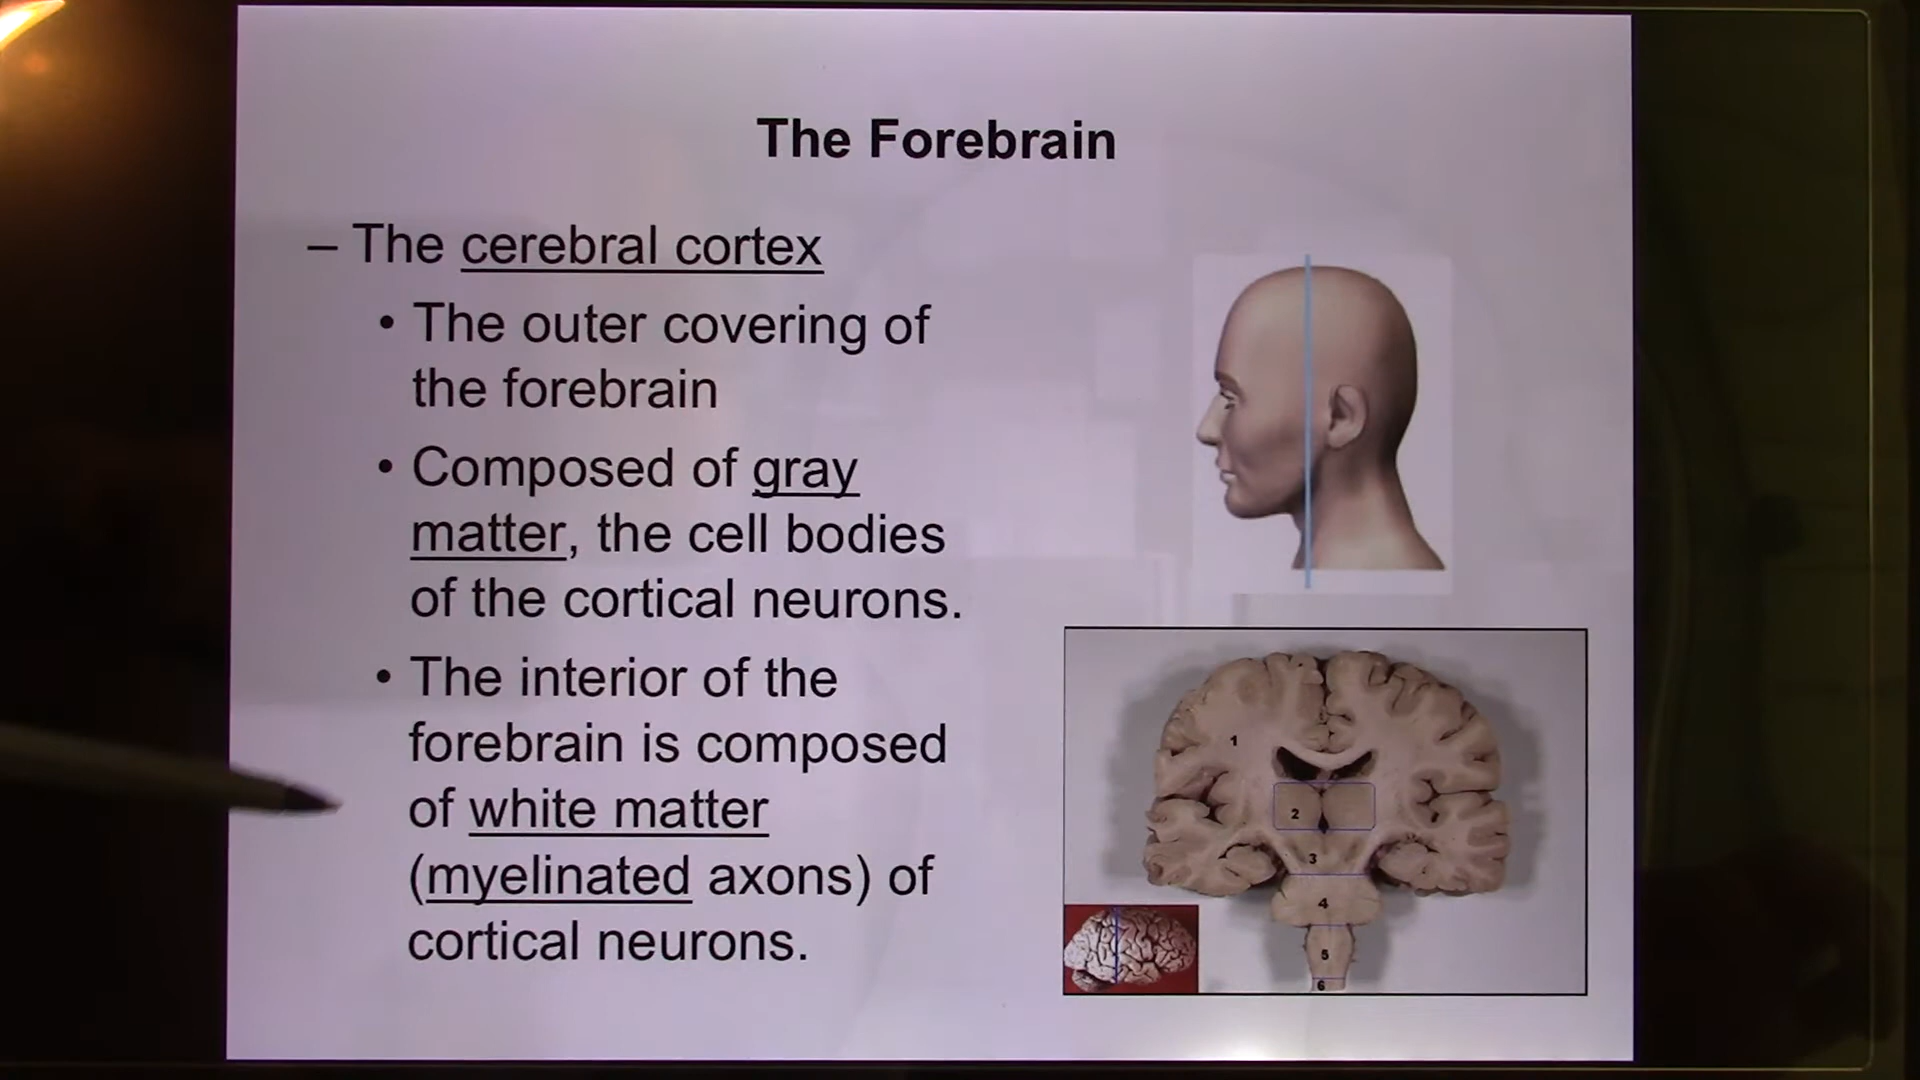 The Forebrain
– The cerebral cortex
• The outer covering of
the forebrain
• Composed of gray
matter, the cell bodies
of the cortical neurons.
• The interior of the
forebrain is composed
of white matter
(myelinated axons) of
cortical neurons.
1
2
3
4
5
6